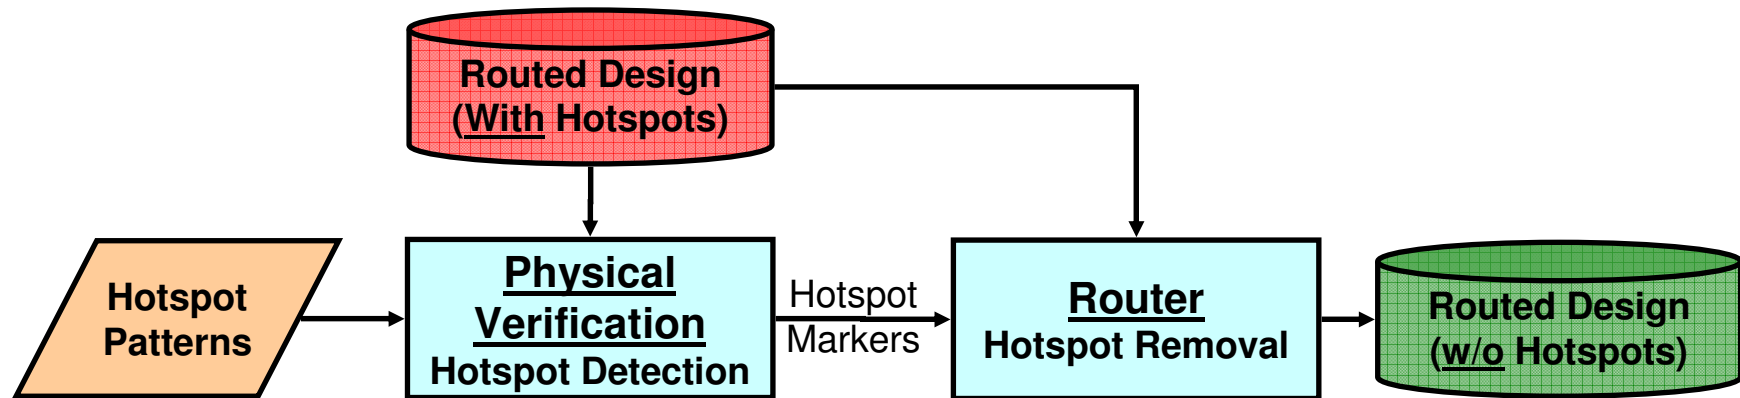 Routed Design
(With Hotspots)
Hotspot
Patterns
Physical
Verification
Hotspot Detection
Hotspot
Markers
Router
Hotspot Removal
Routed Design
(w/o Hotspots)